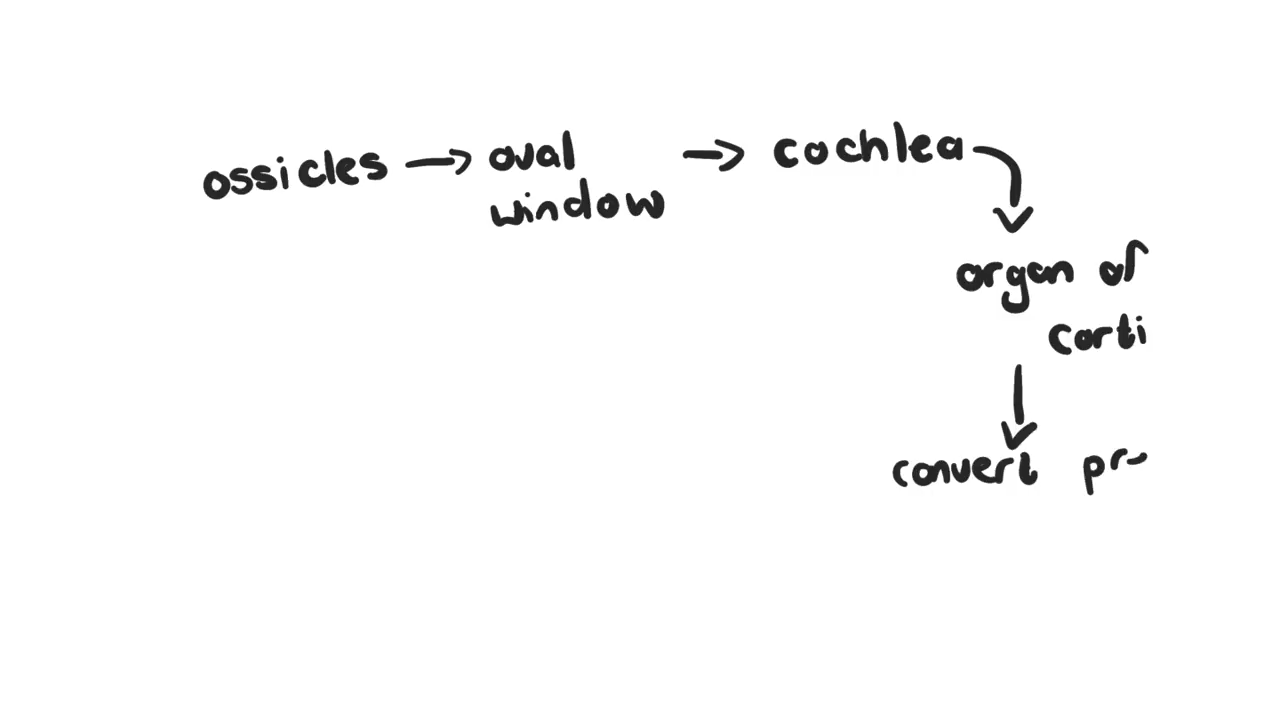 ossicles → oval window → cochlea
organ of
corti
convert pr